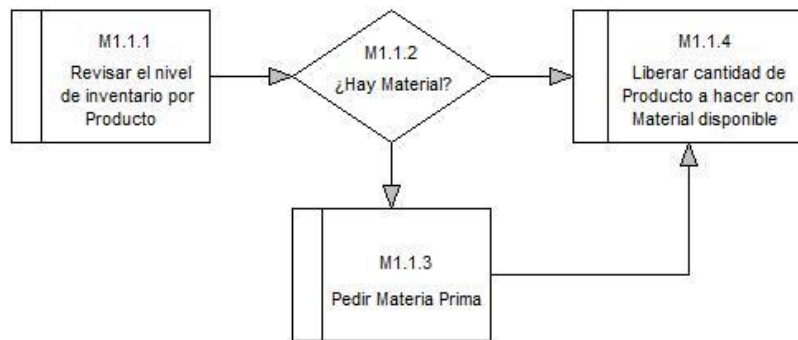 M1.1.1
Revisar el nivel
de inventario por
Producto
M1.1.2
¿Hay Material?
M1.1.4
Liberar cantidad de
Producto a hacer con
Material disponible
M1.1.3
Pedir Materia Prima